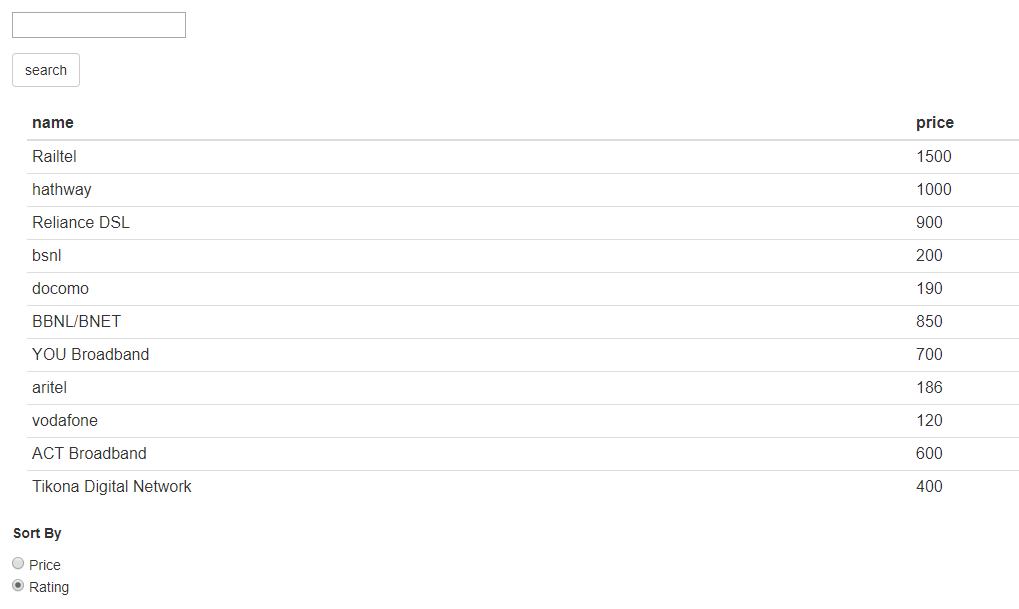 search
name price
Railtel 1500
hathway 1000
Reliance DSL 900
bsnl 200
docomo 190
BBNL/BNET 850
YOU Broadband 700
aritel 186
vodafone 120
ACT Broadband 600
Tikona Digital Network 400
Sort By
Price
Rating